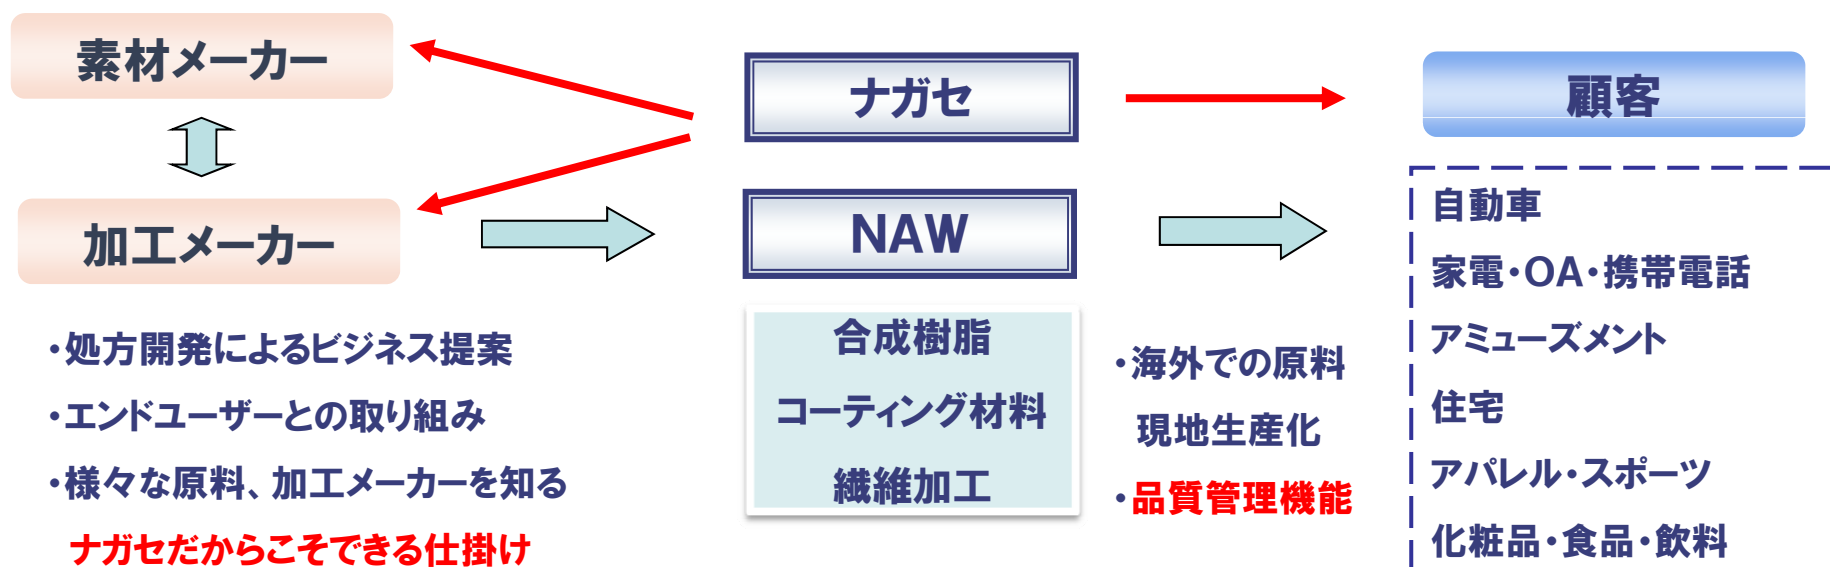 素材メーカー
加工メーカー
・処方開発によるビジネス提案
・エンドユーザーとの取り組み
・様々な原料、加工メーカーを知る
ナガセだからこそできる仕掛け
ナガセ
NAW
合成樹脂
コーティング材料
繊維加工
・海外での原料
現地生産化
・品質管理機能
顧客
自動車
家電・OA・携帯電話
アミューズメント
住宅
アパレル・スポーツ
化粧品・食品・飲料